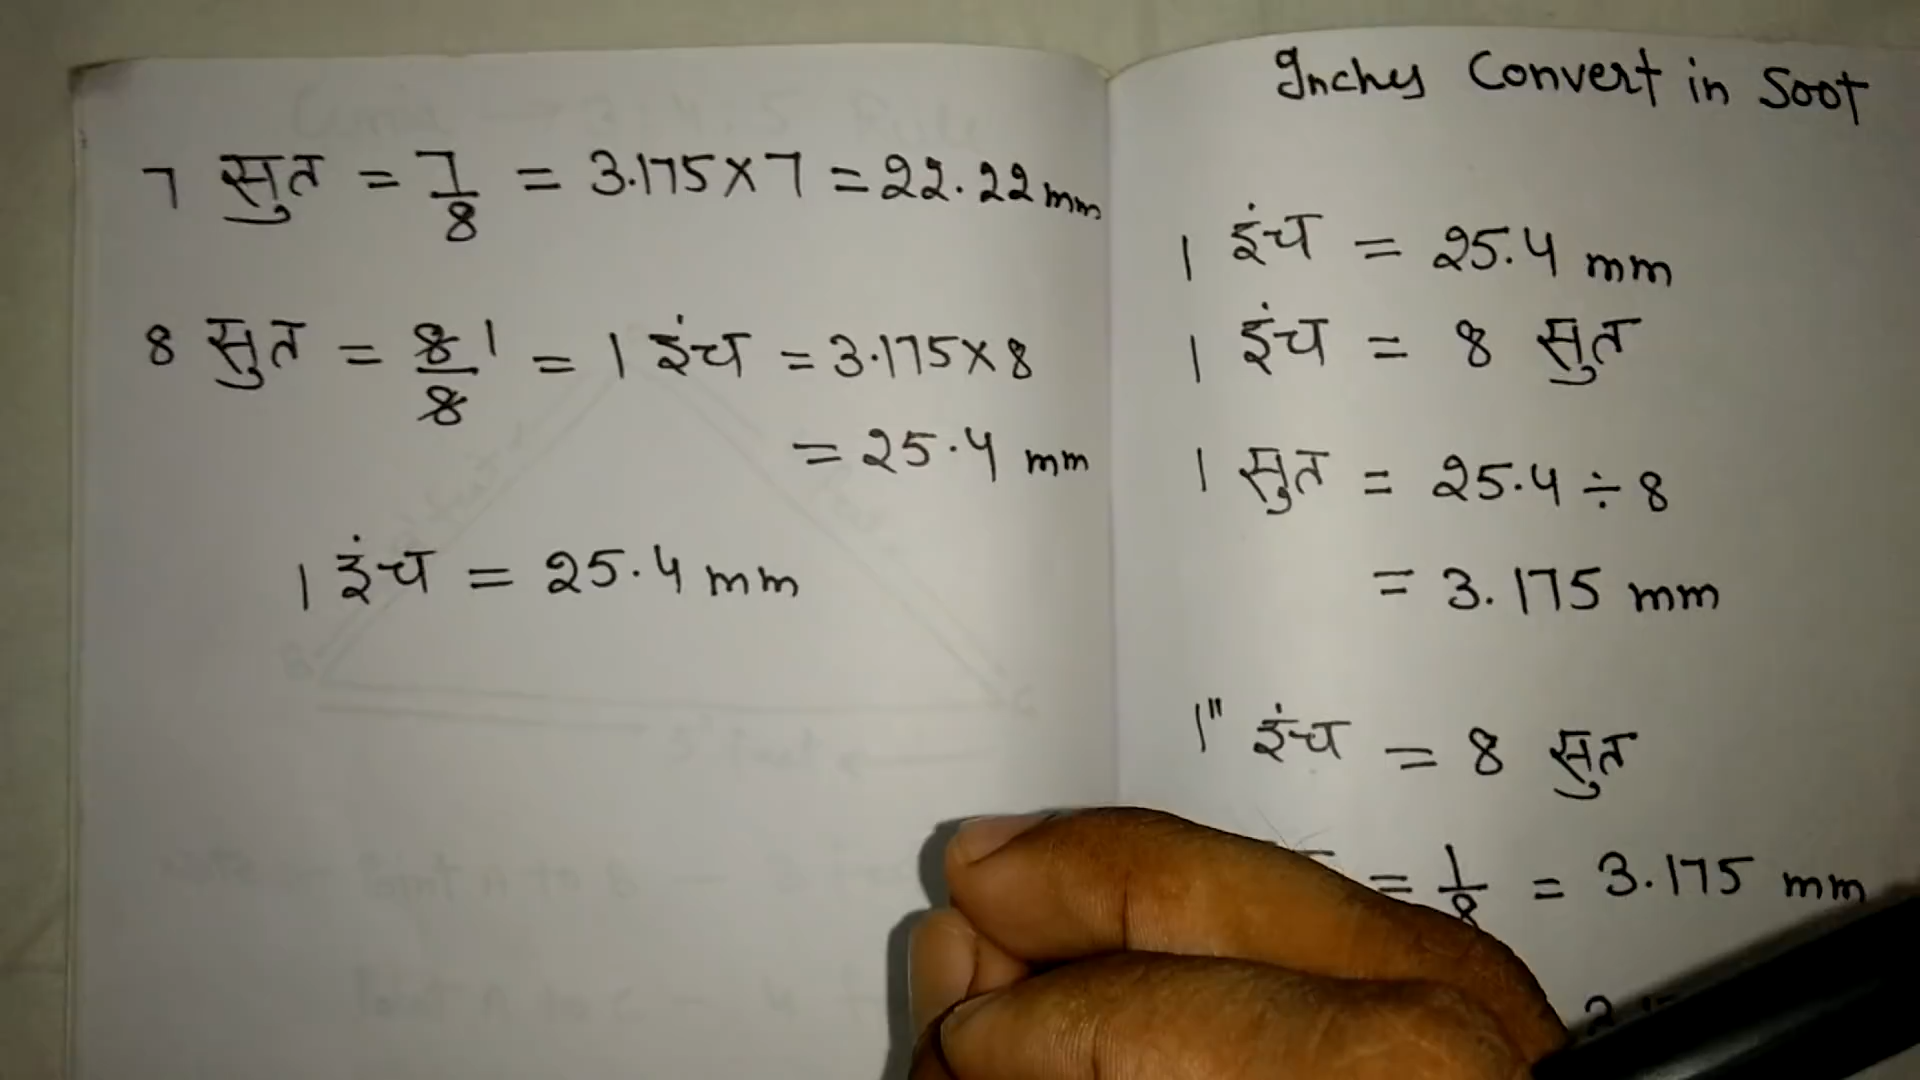 7 सुत = 7/8 = 3.175 x 7 = 22.22 mm
8 सुत = 8/8 1 = 1 इंच = 3.175 x 8
= 25.4 mm
1 इंच = 25.4 mm
Inches Convert in Soot
1 इंच = 25.4 mm
1 इंच = 8 सुत
1 सुत = 25.4 ÷ 8
= 3.175 mm
1" इंच = 8 सुत
= 1/8 = 3.175 mm